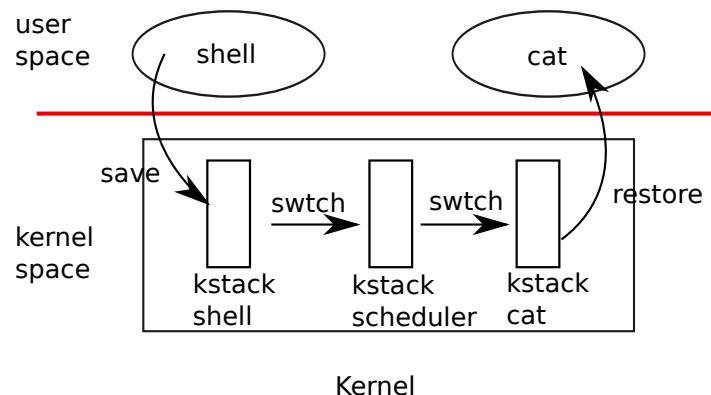 user
space
shell
cat
save
swtch
swtch
restore
kernel
space
kstack
shell
kstack
scheduler
kstack
cat
Kernel